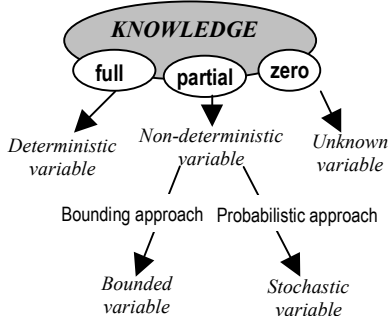 KNOWLEDGE
full partial zero
Deterministic variable
Non-deterministic variable
Unknown variable
Bounding approach Probabilistic approach
Bounded variable
Stochastic variable